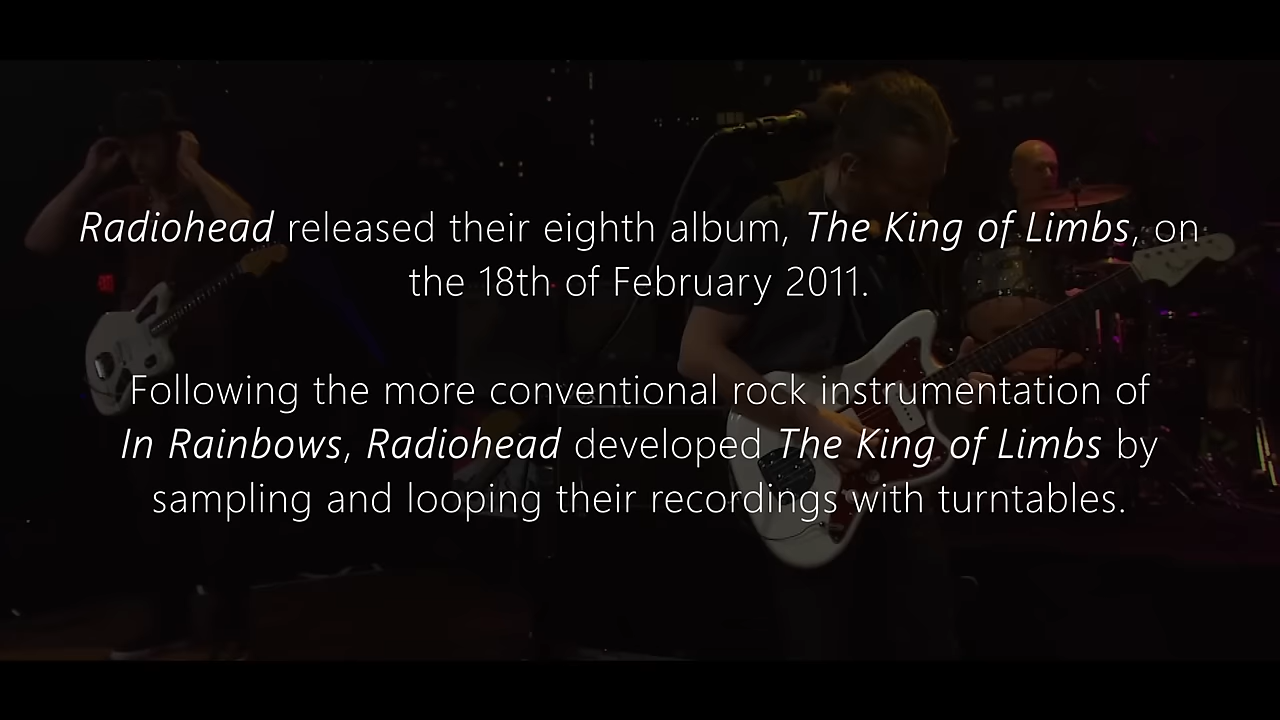 Radiohead released their eighth album, The King of Limbs, on
the 18th of February 2011.
Following the more conventional rock instrumentation of
In Rainbows, Radiohead developed The King of Limbs by
sampling and looping their recordings with turntables.